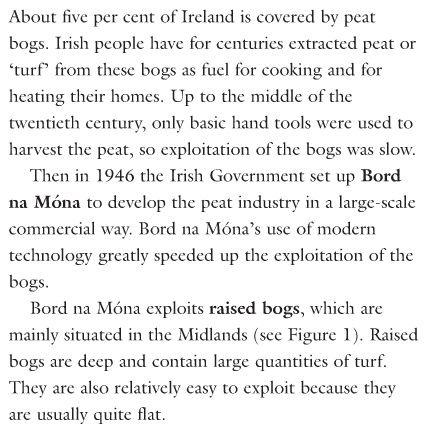 About five per cent of Ireland is covered by peat
bogs. Irish people have for centuries extracted peat or
‘turf’ from these bogs as fuel for cooking and for
heating their homes. Up to the middle of the
twentieth century, only basic hand tools were used to
harvest the peat, so exploitation of the bogs was slow.
Then in 1946 the Irish Government set up Bord
na Móna to develop the peat industry in a large-scale
commercial way. Bord na Móna’s use of modern
technology greatly speeded up the exploitation of the
bogs.
Bord na Móna exploits raised bogs, which are
mainly situated in the Midlands (see Figure 1). Raised
bogs are deep and contain large quantities of turf.
They are also relatively easy to exploit because they
are usually quite flat.